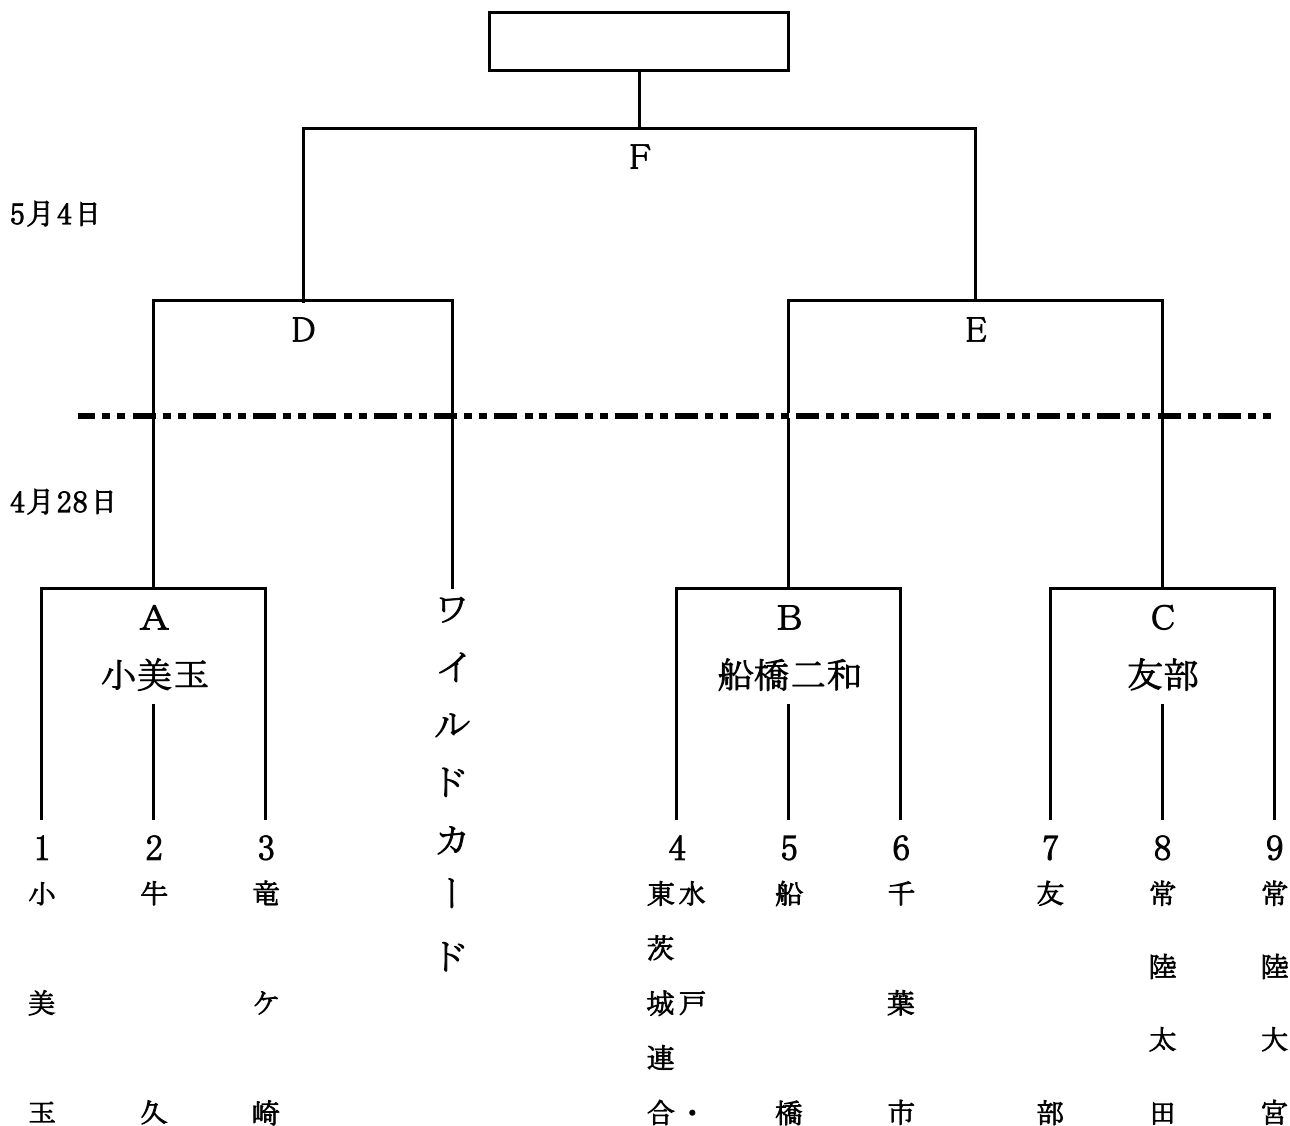 F
5月4日
D
E
4月28日
A
小美玉
ワイルドカード
B
船橋二和
C
友部
1
小美玉
2
牛久
3
竜ケ崎
4
水戸・
東茨城連合
5
船橋
6
千葉市
7
友部
8
常陸太田
9
常陸大宮